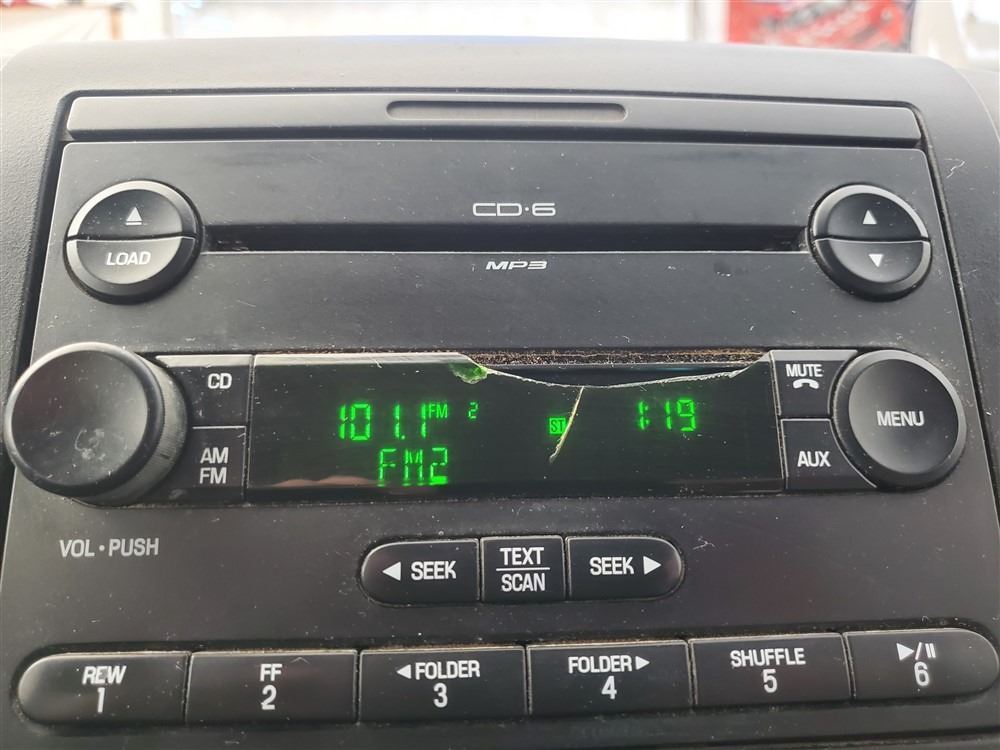 CD·6
LOAD
MP3
CD
MUTE
101.1 FM 2 ST 1:19
MENU
AM
FM
FM2
AUX
VOL·PUSH
◀ SEEK
TEXT
SCAN
SEEK ▶
REW
1
FF
2
◀FOLDER
3
FOLDER▶
4
SHUFFLE
5
▶/II
6